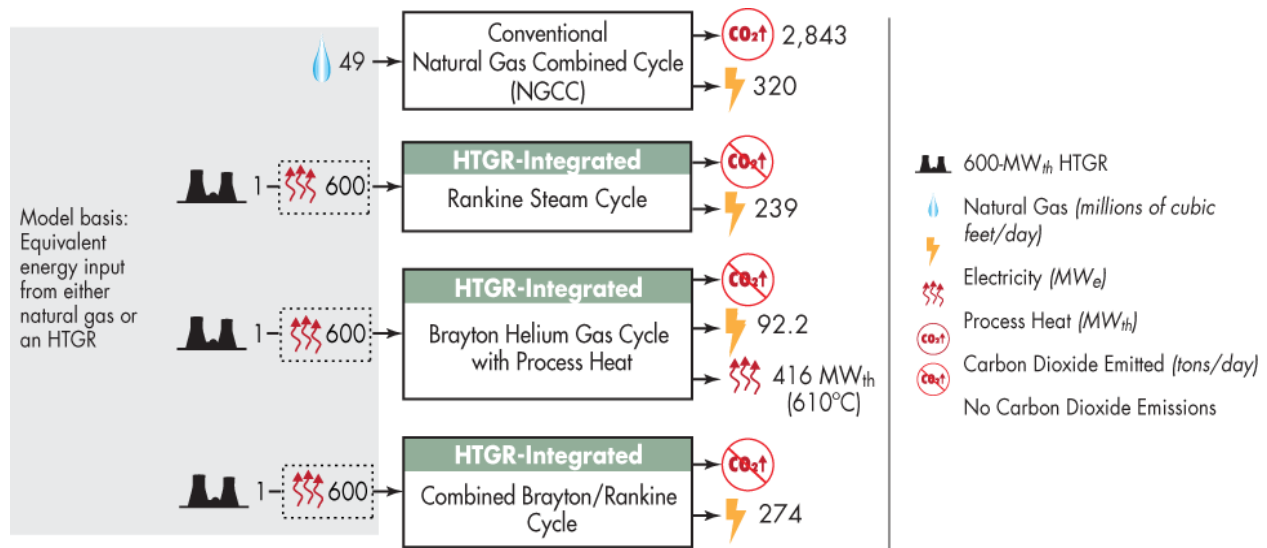 Model basis:
Equivalent
energy input
from either
natural gas or
an HTGR
49
Conventional
Natural Gas Combined Cycle
(NGCC)
CO₂↑ 2,843
320
1 600
HTGR-Integrated
Rankine Steam Cycle
CO₂↑
239
1 600
HTGR-Integrated
Brayton Helium Gas Cycle
with Process Heat
CO₂↑
92.2
416 MWth
(610°C)
1 600
HTGR-Integrated
Combined Brayton/Rankine
Cycle
CO₂↑
274
600-MWth HTGR
Natural Gas (millions of cubic
feet/day)
Electricity (MWe)
Process Heat (MWth)
CO₂↑
Carbon Dioxide Emitted (tons/day)
CO₂↑
No Carbon Dioxide Emissions